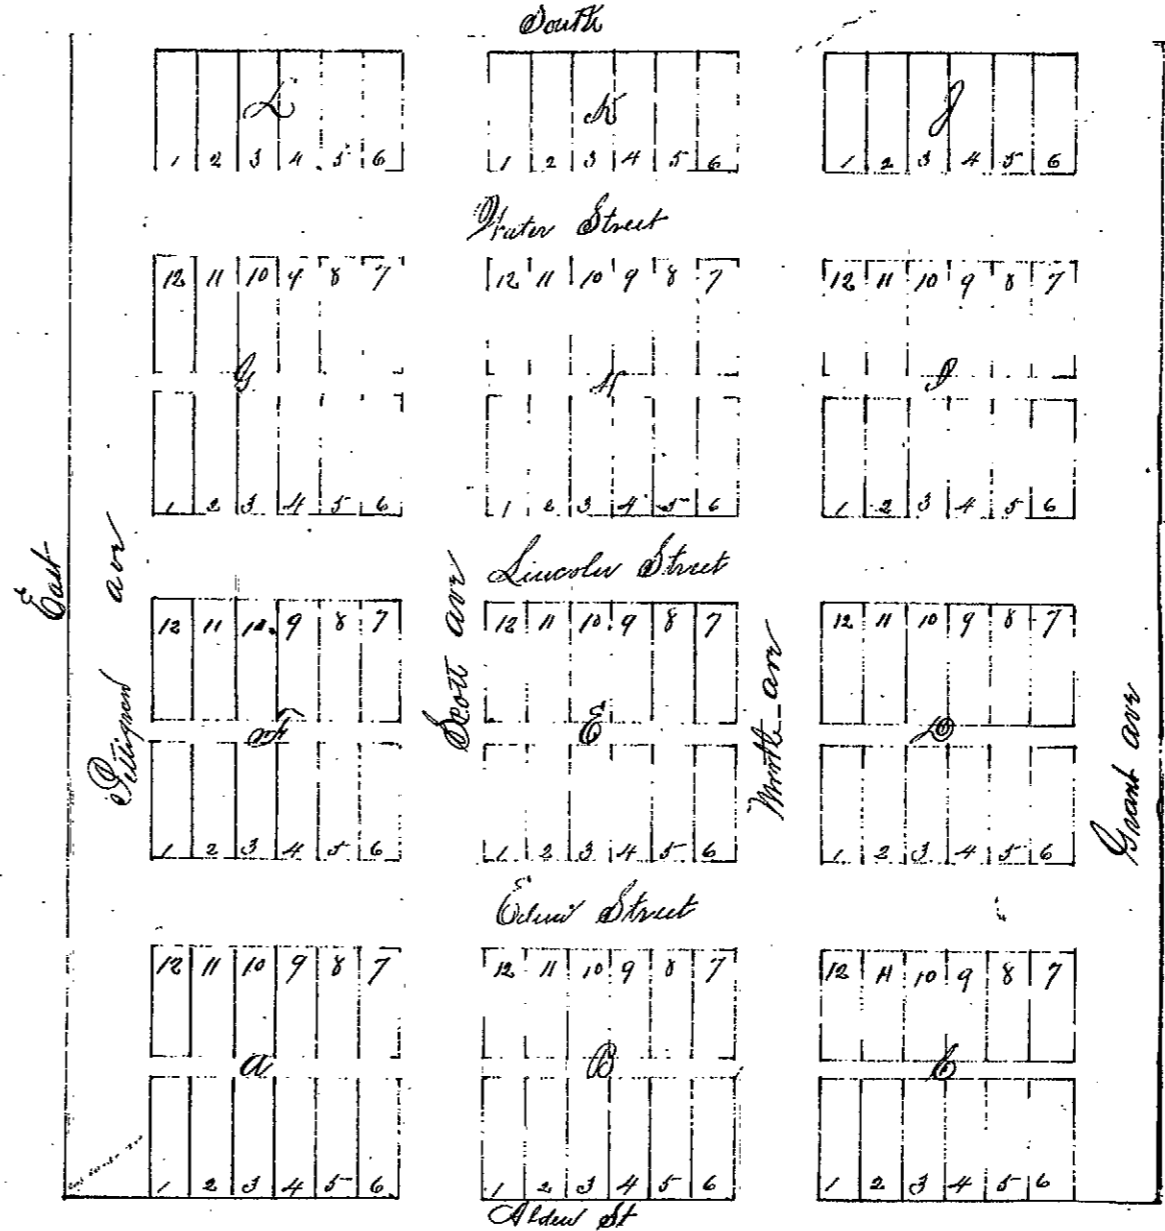 South
L
K
J
1 2 3 4 5 6
1 2 3 4 5 6
1 2 3 4 5 6
Water Street
12 11 10 9 8 7
12 11 10 9 8 7
12 11 10 9 8 7
G
H
I
1 2 3 4 5 6
1 2 3 4 5 6
1 2 3 4 5 6
East
ave
Scott ave
Lincoln Street
ave
Grant ave
12 11 10 9 8 7
12 11 10 9 8 7
12 11 10 9 8 7
E
D
1 2 3 4 5 6
1 2 3 4 5 6
1 2 3 4 5 6
Street
12 11 10 9 8 7
12 11 10 9 8 7
12 11 10 9 8 7
A
B
C
1 2 3 4 5 6
1 2 3 4 5 6
1 2 3 4 5 6
Alden St